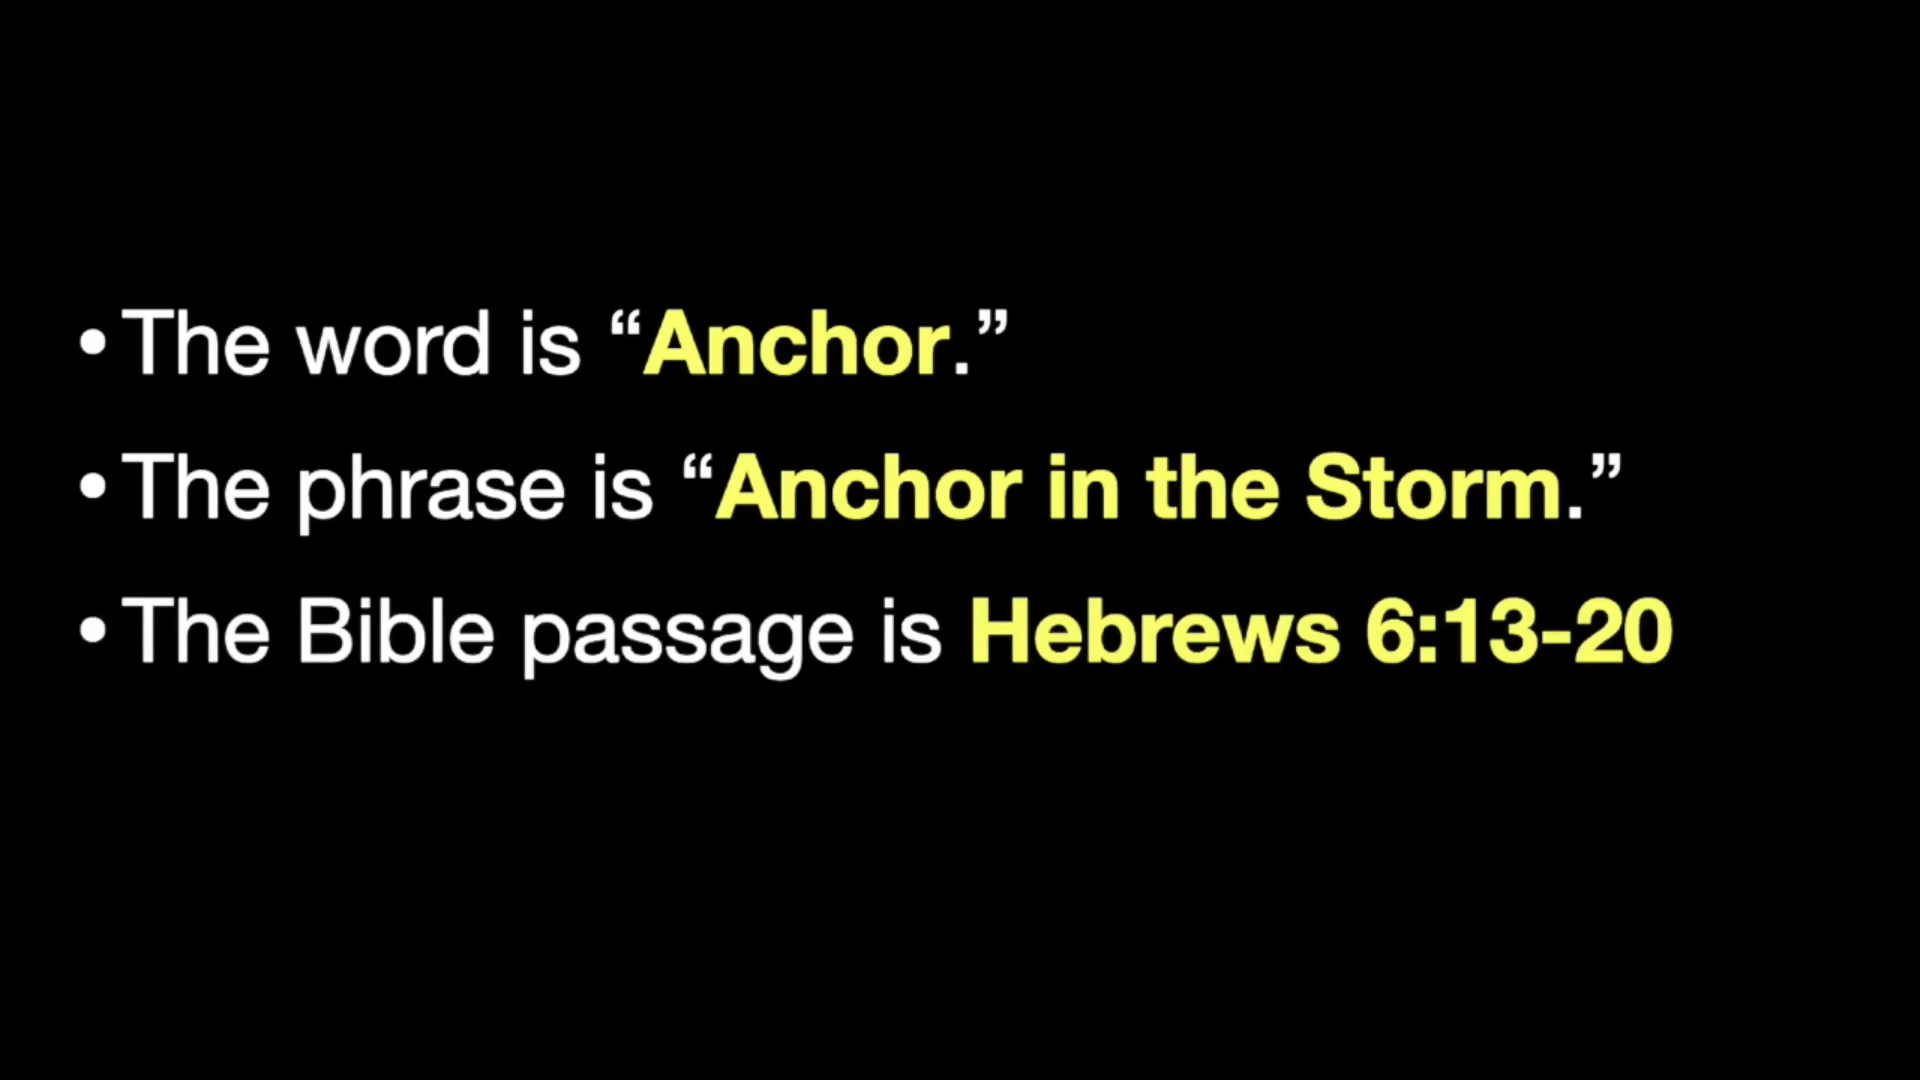 • The word is “Anchor.”
• The phrase is “Anchor in the Storm.”
• The Bible passage is Hebrews 6:13-20